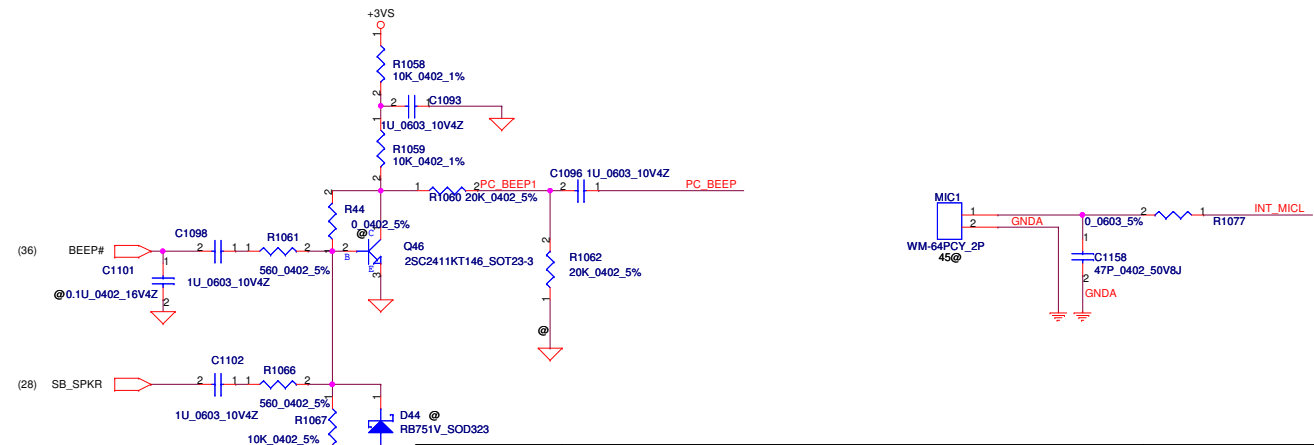 +3VS
1
R1058
10K_0402_1%
2
2 1 C1093
1U_0603_10V4Z
1
R1059
10K_0402_1%
2
1 2 PC_BEEP1
R1060 20K_0402_5%
C1096 1U_0603_10V4Z
2 1 PC_BEEP
2
R44
0_0402_5%
@
1
(36) BEEP#
C1098
2 1
1U_0603_10V4Z
1 R1061 2
560_0402_5%
2 B
C
E 3
Q46
2SC2411KT146_SOT23-3
1
C1101
@0.1U_0402_16V4Z
2
2
R1062
20K_0402_5%
1
@
(28) SB_SPKR
C1102
2 1
1U_0603_10V4Z
1 R1066 2
560_0402_5%
1
R1067
10K_0402_5%
1
D44 @
RB751V_SOD323
MIC1
1
2
WM-64PCY_2P
45@
GNDA
0_0603_5%
2 1
R1077
INT_MICL
1
C1158
47P_0402_50V8J
2
GNDA